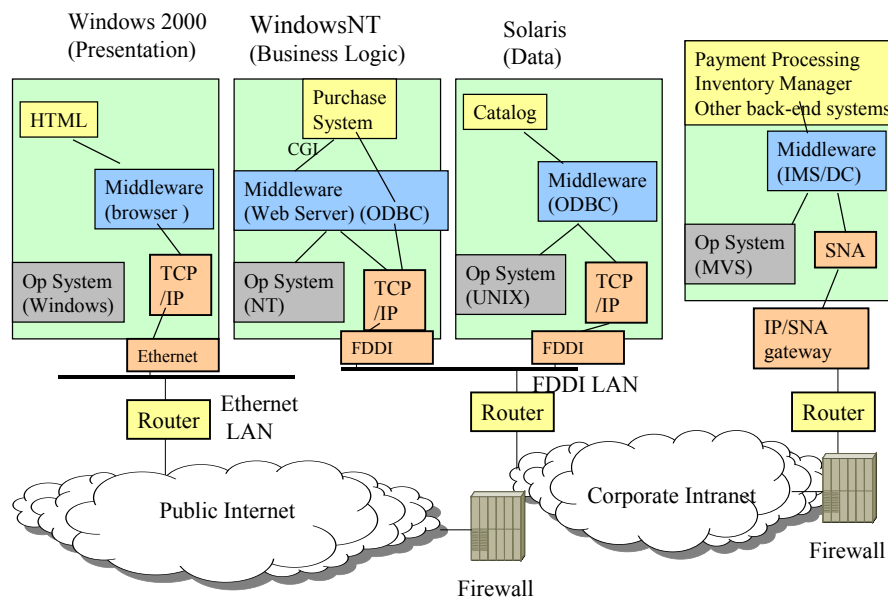 Windows 2000
(Presentation)
WindowsNT
(Business Logic)
Solaris
(Data)
Payment Processing
Inventory Manager
Other back-end systems
HTML
Purchase
System
Catalog
CGI
Middleware
(browser )
Middleware
(Web Server) (ODBC)
Middleware
(ODBC)
Middleware
(IMS/DC)
Op System
(Windows)
TCP
/IP
Op System
(NT)
TCP
/IP
Op System
(UNIX)
TCP
/IP
Op System
(MVS)
SNA
Ethernet
FDDI
FDDI
IP/SNA
gateway
Ethernet
LAN
FDDI LAN
Router
Router
Router
Public Internet
Corporate Intranet
Firewall
Firewall